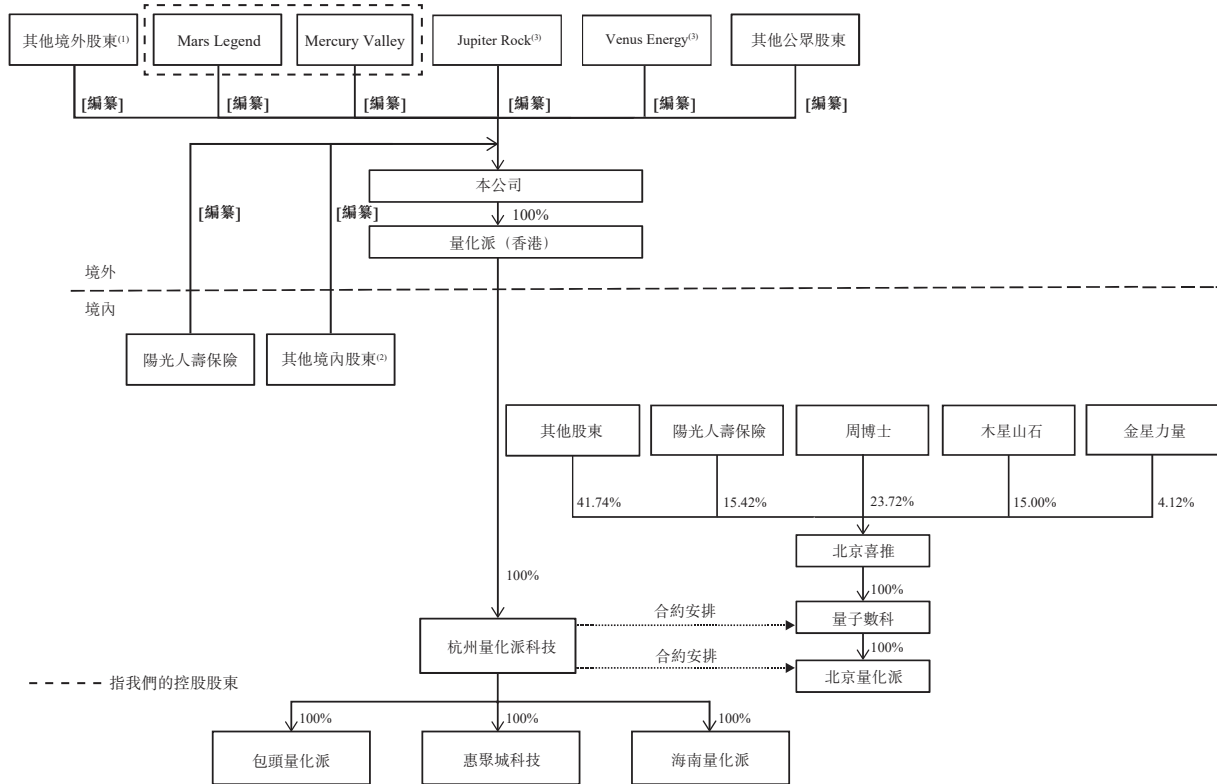 其他境外股東(1)
Mars Legend
Mercury Valley
Jupiter Rock(3)
Venus Energy(3)
其他公眾股東
[編纂]
[編纂]
[編纂]
[編纂]
[編纂]
[編纂]
本公司
[編纂]
[編纂]
100%
量化派（香港）
境外
境內
陽光人壽保險
其他境內股東(2)
其他股東
陽光人壽保險
周博士
木星山石
金星力量
41.74%
15.42%
23.72%
15.00%
4.12%
北京喜推
100%
100%
合約安排
量子數科
杭州量化派科技
100%
合約安排
北京量化派
指我們的控股股東
100%
100%
100%
包頭量化派
惠聚城科技
海南量化派